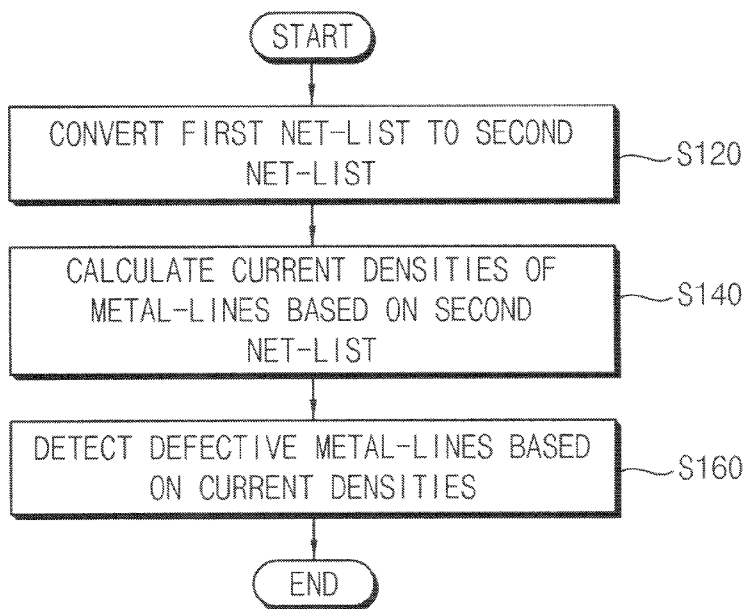 START
CONVERT FIRST NET-LIST TO SECOND
NET-LIST
S120
CALCULATE CURRENT DENSITIES OF
METAL-LINES BASED ON SECOND
NET-LIST
S140
DETECT DEFECTIVE METAL-LINES BASED
ON CURRENT DENSITIES
S160
END